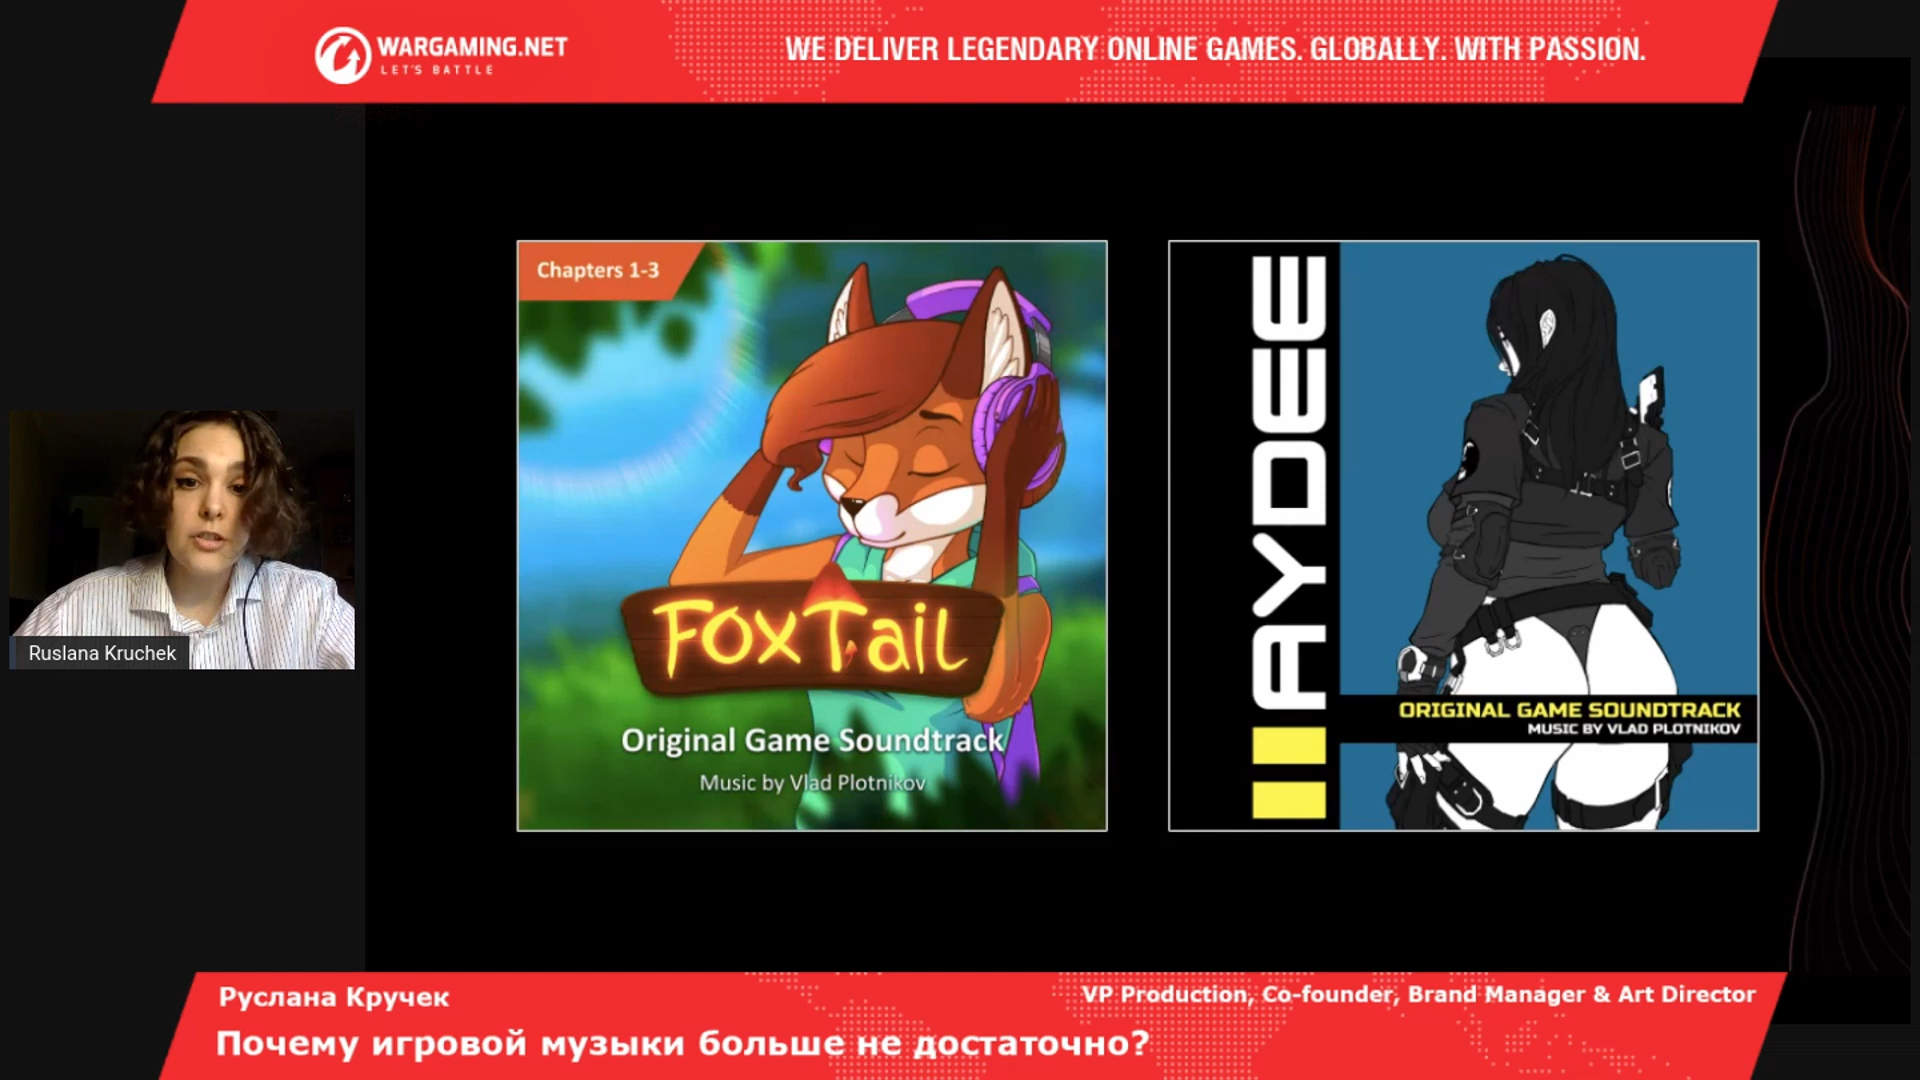 WARGAMING.NET
LET'S BATTLE
WE DELIVER LEGENDARY ONLINE GAMES. GLOBALLY. WITH PASSION.
Chapters 1-3
FoxTail
Original Game Soundtrack
Music by Vlad Plotnikov
AYDEE
ORIGINAL GAME SOUNDTRACK
MUSIC BY VLAD PLOTNIKOV
Ruslana Kruchek
Руслана Кручек
VP Production, Co-founder, Brand Manager & Art Director
Почему игровой музыки больше не достаточно?